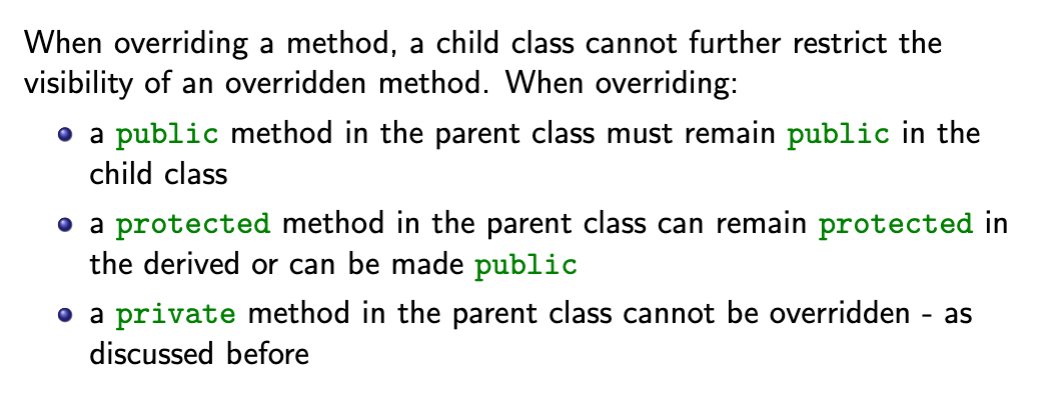 When overriding a method, a child class cannot further restrict the
visibility of an overridden method. When overriding:
a public method in the parent class must remain public in the
child class
a protected method in the parent class can remain protected in
the derived or can be made public
a private method in the parent class cannot be overridden - as
discussed before